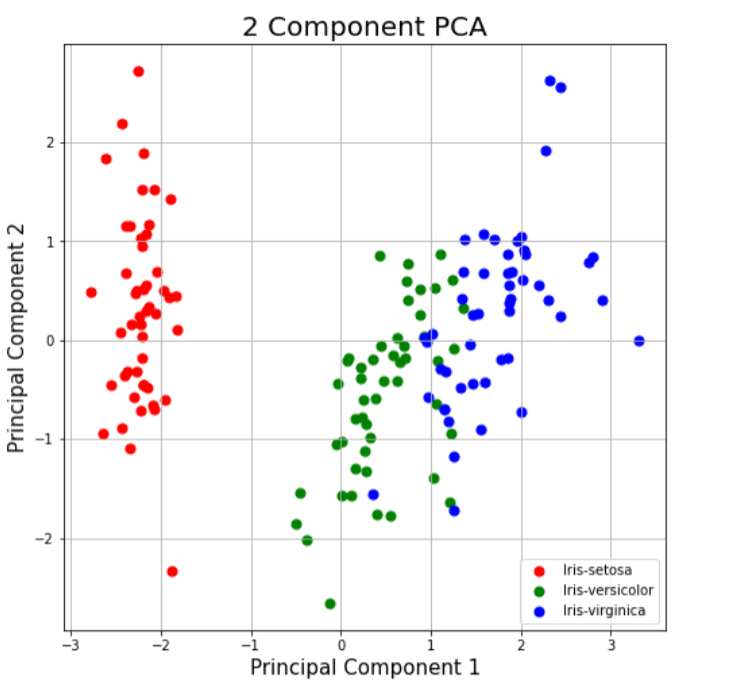 2 Component PCA
Principal Component 2
2
1
0
−1
−2
−3
−2
−1
0
1
2
3
Principal Component 1
Iris-setosa
Iris-versicolor
Iris-virginica